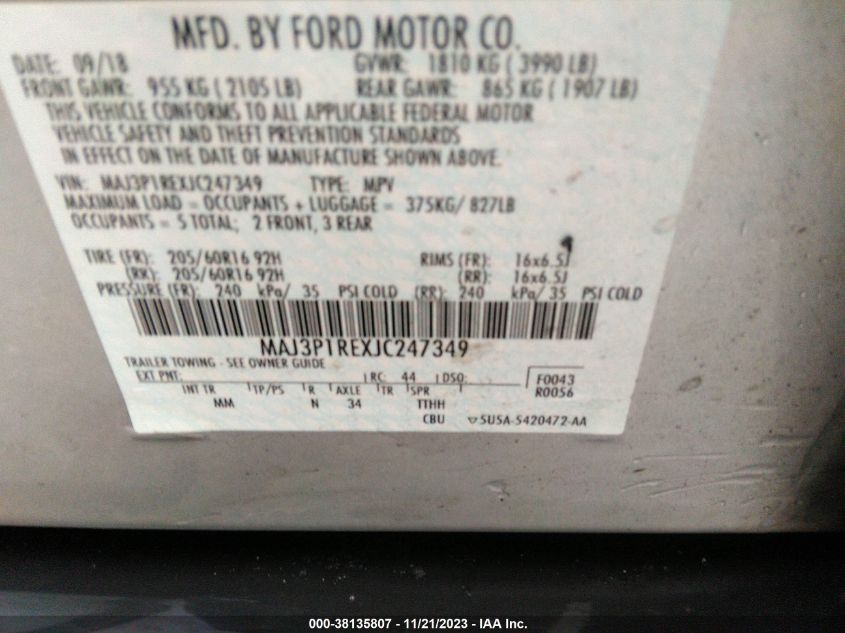 MFD. BY FORD MOTOR CO.
DATE: 09/18 GVWR: 1810 KG ( 3990 LB)
FRONT GAWR: 955 KG ( 2105 LB) REAR GAWR: 865 KG ( 1907 LB)
THIS VEHICLE CONFORMS TO ALL APPLICABLE FEDERAL MOTOR
VEHICLE SAFETY AND THEFT PREVENTION STANDARDS
IN EFFECT ON THE DATE OF MANUFACTURE SHOWN ABOVE.
VIN: MAJ3P1REXJC247349 TYPE: MPV
MAXIMUM LOAD = OCCUPANTS + LUGGAGE = 375KG/ 827LB
OCCUPANTS = 5 TOTAL; 2 FRONT, 3 REAR
TIRE (FR): 205/60R16 92H RIMS (FR): 16x6.5J
(RR): 205/60R16 92H (RR): 16x6.5J
PRESSURE (FR): 240 kPa/ 35 PSI COLD (RR): 240 kPa/ 35 PSI COLD
MAJ3P1REXJC247349
TRAILER TOWING - SEE OWNER GUIDE
EXT PNT: RC: 44 DSO: F0043
INT TR TP/PS R AXLE TR SPR R0056
MM N 34 TTHH
CBU ▽5U5A-5420472-AA
000-38135807 - 11/21/2023 - IAA Inc.